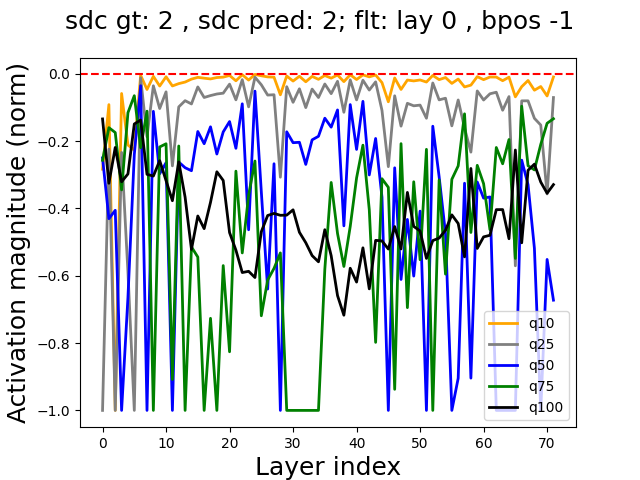 sdc gt: 2 , sdc pred: 2; flt: lay 0 , bpos -1
Activation magnitude (norm)
0.0
−0.2
−0.4
−0.6
−0.8
−1.0
0 10 20 30 40 50 60 70
Layer index
q10
q25
q50
q75
q100